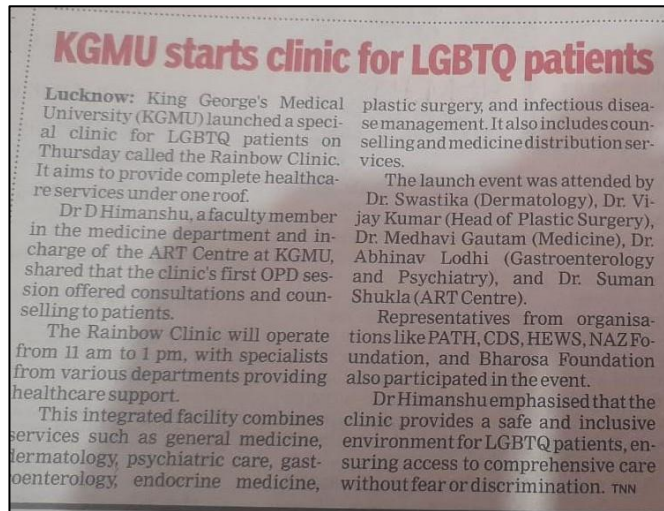 KGMU starts clinic for LGBTQ patients
Lucknow: King George's Medical
University (KGMU) launched a speci-
al clinic for LGBTQ patients on
Thursday called the Rainbow Clinic.
It aims to provide complete healthca-
re services under one roof.
Dr D Himanshu, a faculty member
in the medicine department and in-
charge of the ART Centre at KGMU,
shared that the clinic's first OPD ses-
sion offered consultations and coun-
selling to patients.
The Rainbow Clinic will operate
from 11 am to 1 pm, with specialists
from various departments providing
healthcare support.
This integrated facility combines
services such as general medicine,
dermatology, psychiatric care, gast-
oenterology, endocrine medicine,
plastic surgery, and infectious disea-
se management. It also includes coun-
selling and medicine distribution ser-
vices.
The launch event was attended by
Dr. Swastika (Dermatology), Dr. Vi-
jay Kumar (Head of Plastic Surgery),
Dr. Medhavi Gautam (Medicine), Dr.
Abhinav Lodhi (Gastroenterology
and Psychiatry), and Dr. Suman
Shukla (ART Centre).
Representatives from organisa-
tions like PATH, CDS, HEWS, NAZ Fo-
undation, and Bharosa Foundation
also participated in the event.
Dr Himanshu emphasised that the
clinic provides a safe and inclusive
environment for LGBTQ patients, en-
suring access to comprehensive care
without fear or discrimination. TNN